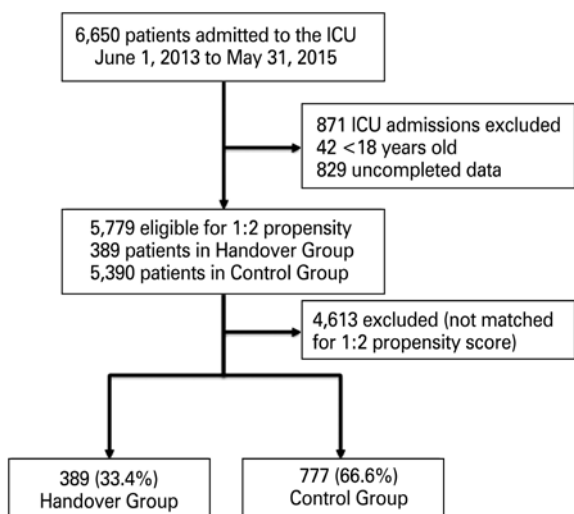 6,650 patients admitted to the ICU
June 1, 2013 to May 31, 2015
871 ICU admissions excluded
42 <18 years old
829 uncompleted data
5,779 eligible for 1:2 propensity
389 patients in Handover Group
5,390 patients in Control Group
4,613 excluded (not matched
for 1:2 propensity score)
389 (33.4%)
Handover Group
777 (66.6%)
Control Group